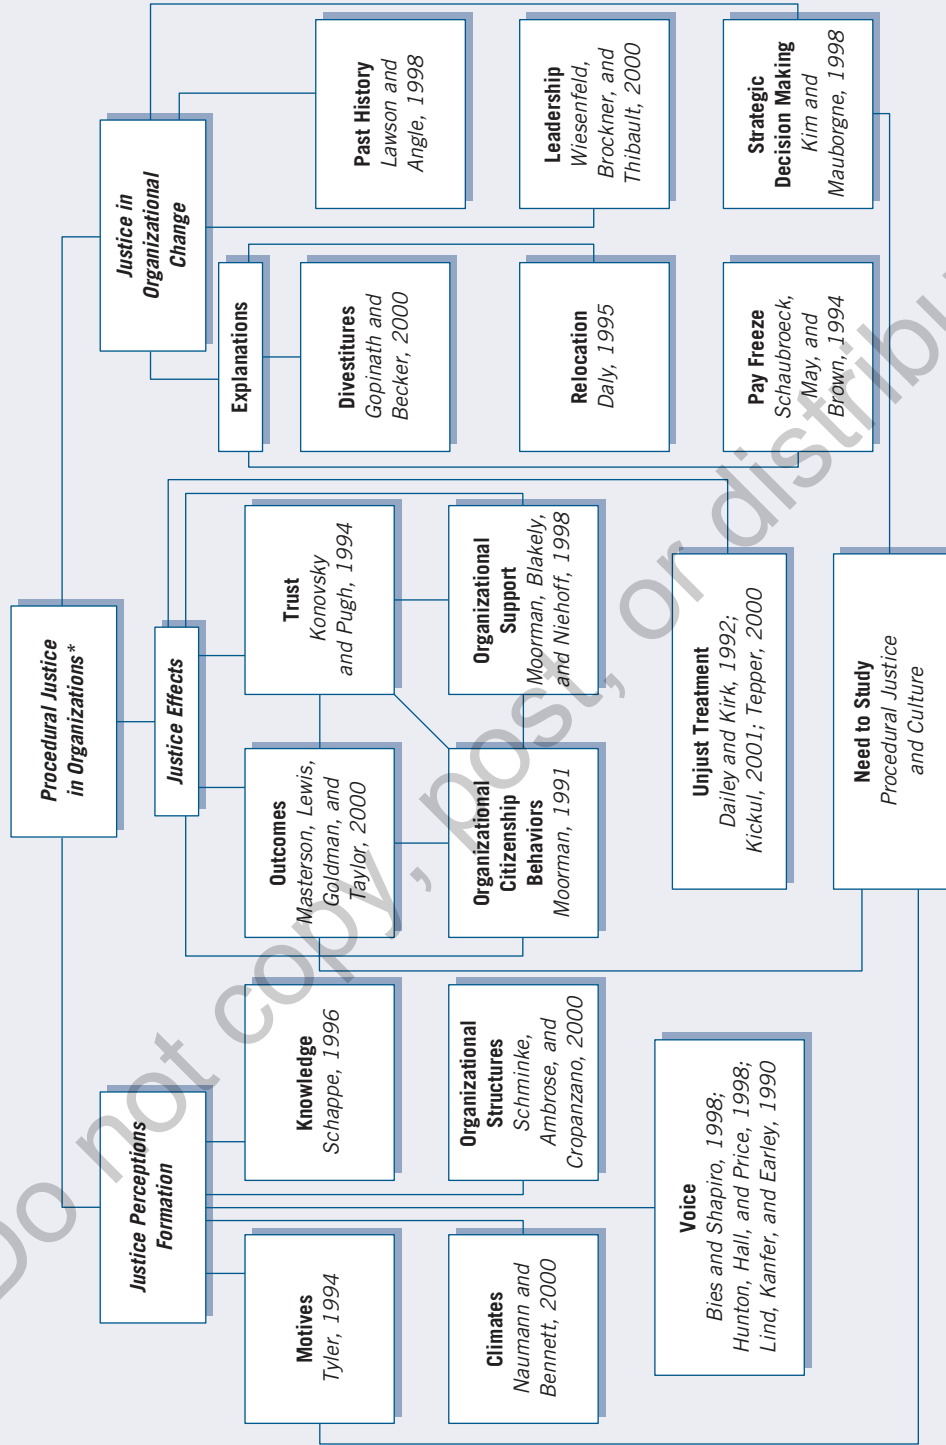 Procedural Justice
in Organizations*
Justice Perceptions
Formation
Motives
Tyler, 1994
Knowledge
Schappe, 1996
Climates
Naumann and
Bennett, 2000
Organizational
Structures
Schminke,
Ambrose, and
Cropanzano, 2000
Voice
Bies and Shapiro, 1998;
Hunton, Hall, and Price, 1998;
Lind, Kanfer, and Earley, 1990
Justice Effects
Outcomes
Masterson, Lewis,
Goldman, and
Taylor, 2000
Trust
Konovsky
and Pugh, 1994
Organizational
Citizenship
Behaviors
Moorman, 1991
Organizational
Support
Moorman, Blakely,
and Niehoff, 1998
Unjust Treatment
Dailey and Kirk, 1992;
Kickul, 2001; Tepper, 2000
Justice in
Organizational
Change
Explanations
Divestitures
Gopinath and
Becker, 2000
Past History
Lawson and
Angle, 1998
Relocation
Daly, 1995
Leadership
Wiesenfeld,
Brockner, and
Thibault, 2000
Pay Freeze
Schaubroeck,
May, and
Brown, 1994
Strategic
Decision Making
Kim and
Mauborgne, 1998
Need to Study
Procedural Justice
and Culture
Do not copy, post, or distribu